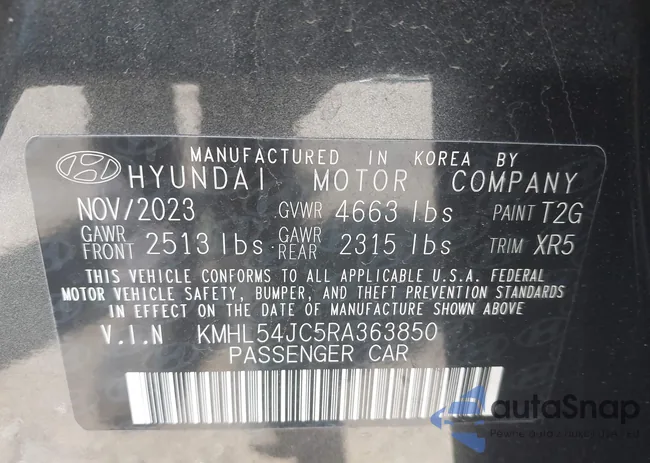 MANUFACTURED IN KOREA BY
HYUNDAI MOTOR COMPANY
NOV/2023 GVWR 4663 lbs PAINT T2G
GAWR FRONT 2513 lbs GAWR REAR 2315 lbs TRIM XR5
THIS VEHICLE CONFORMS TO ALL APPLICABLE U.S.A. FEDERAL
MOTOR VEHICLE SAFETY, BUMPER, AND THEFT PREVENTION STANDARDS
IN EFFECT ON THE DATE OF MANUFACTURE SHOWN ABOVE.
V.I.N KMHL54JC5RA363850
PASSENGER CAR
autaSnap